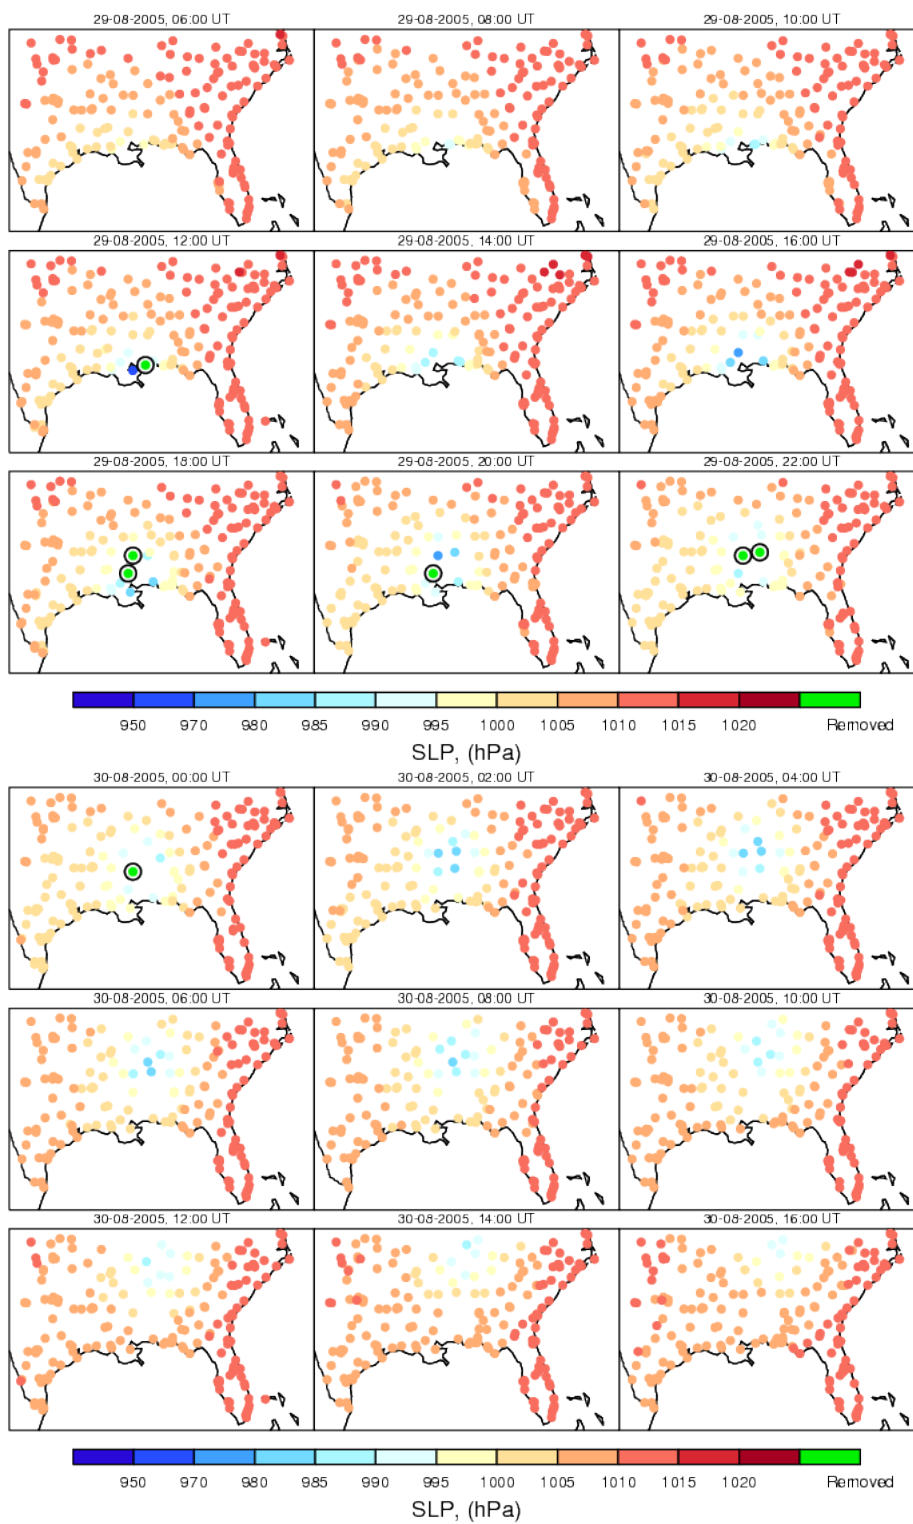 29-08-2005, 06:00 UT 29-08-2005, 08:00 UT 29-08-2005, 10:00 UT
29-08-2005, 12:00 UT 29-08-2005, 14:00 UT 29-08-2005, 16:00 UT
29-08-2005, 18:00 UT 29-08-2005, 20:00 UT 29-08-2005, 22:00 UT
950 970 980 985 990 995 1000 1005 1010 1015 1020 Removed
SLP, (hPa)
30-08-2005, 00:00 UT 30-08-2005, 02:00 UT 30-08-2005, 04:00 UT
30-08-2005, 06:00 UT 30-08-2005, 08:00 UT 30-08-2005, 10:00 UT
30-08-2005, 12:00 UT 30-08-2005, 14:00 UT 30-08-2005, 16:00 UT
950 970 980 985 990 995 1000 1005 1010 1015 1020 Removed
SLP, (hPa)